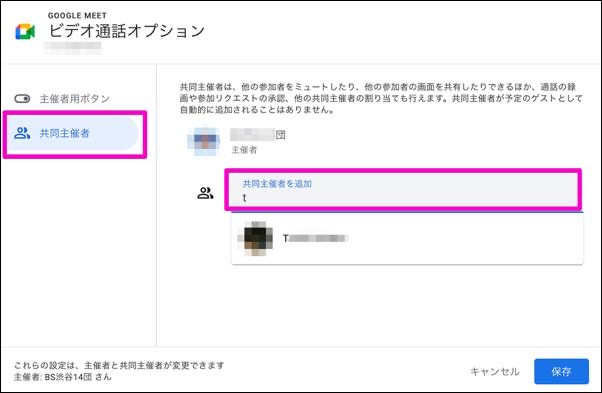 GOOGLE MEET
ビデオ通話オプション
主催者用ボタン
共同主催者
共同主催者は、他の参加者をミュートしたり、他の参加者の画面を共有したりできるほか、通話の録
画や参加リクエストの承認、他の共同主催者の割り当ても行えます。共同主催者が予定のゲストとして
自動的に追加されることはありません。
団
主催者
共同主催者を追加
t
T
これらの設定は、主催者と共同主催者が変更できます
主催者: BS渋谷14団 さん
キャンセル
保存